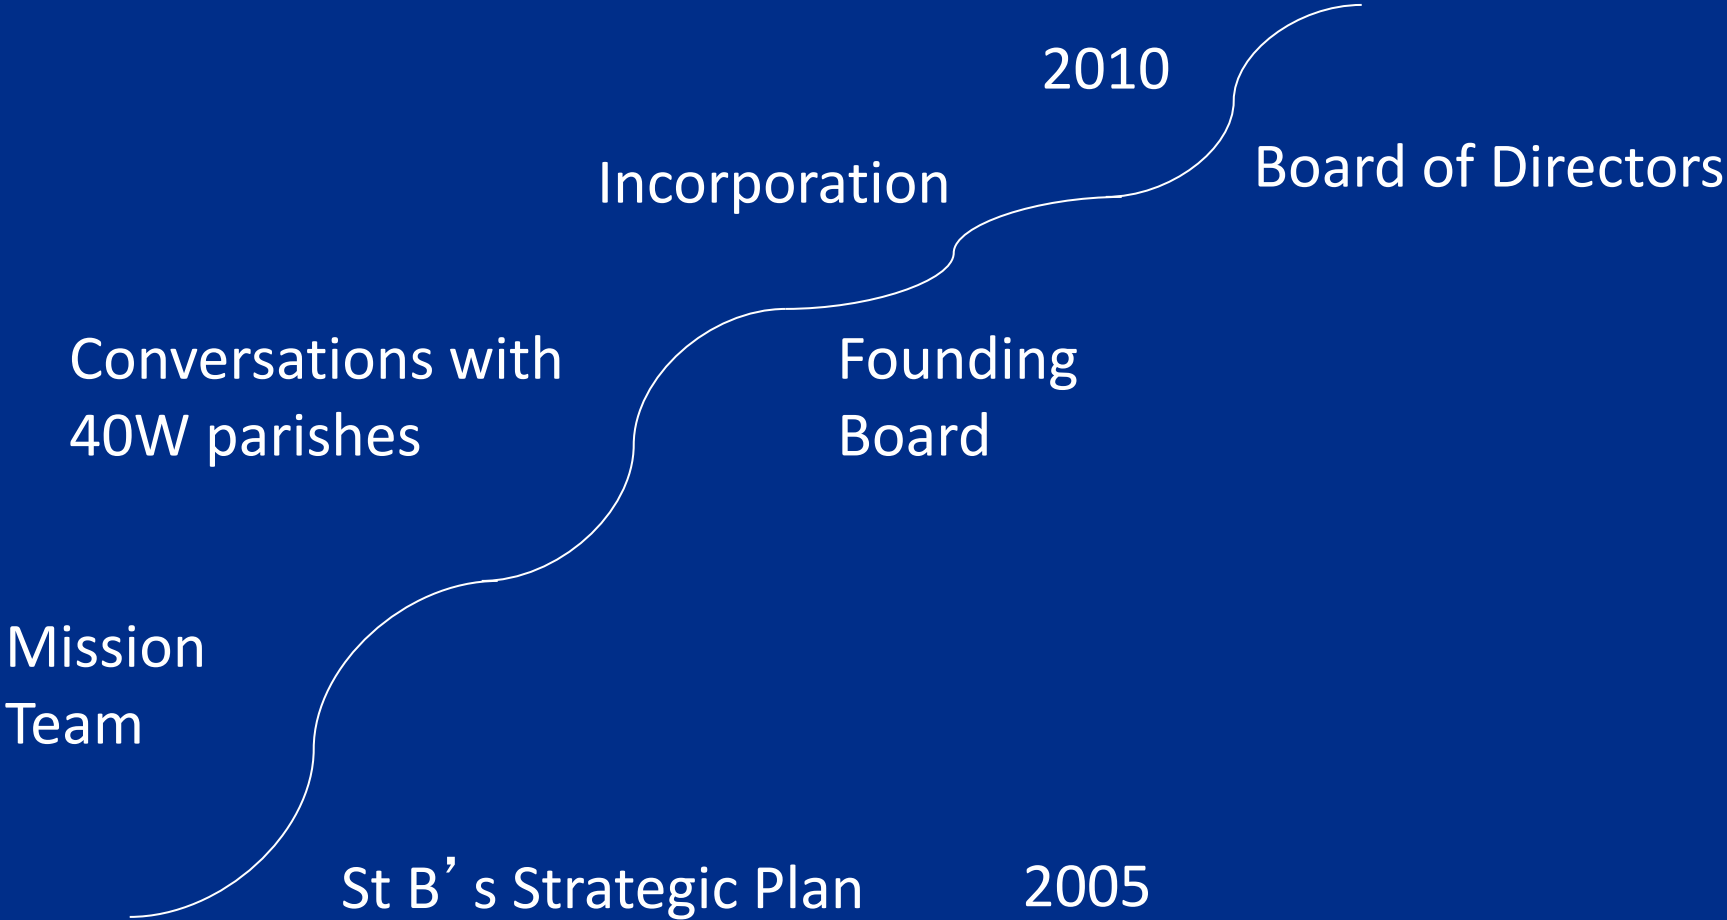 2010
Board of Directors
Incorporation
Conversations with
40W parishes
Founding
Board
Mission
Team
St B’s Strategic Plan
2005